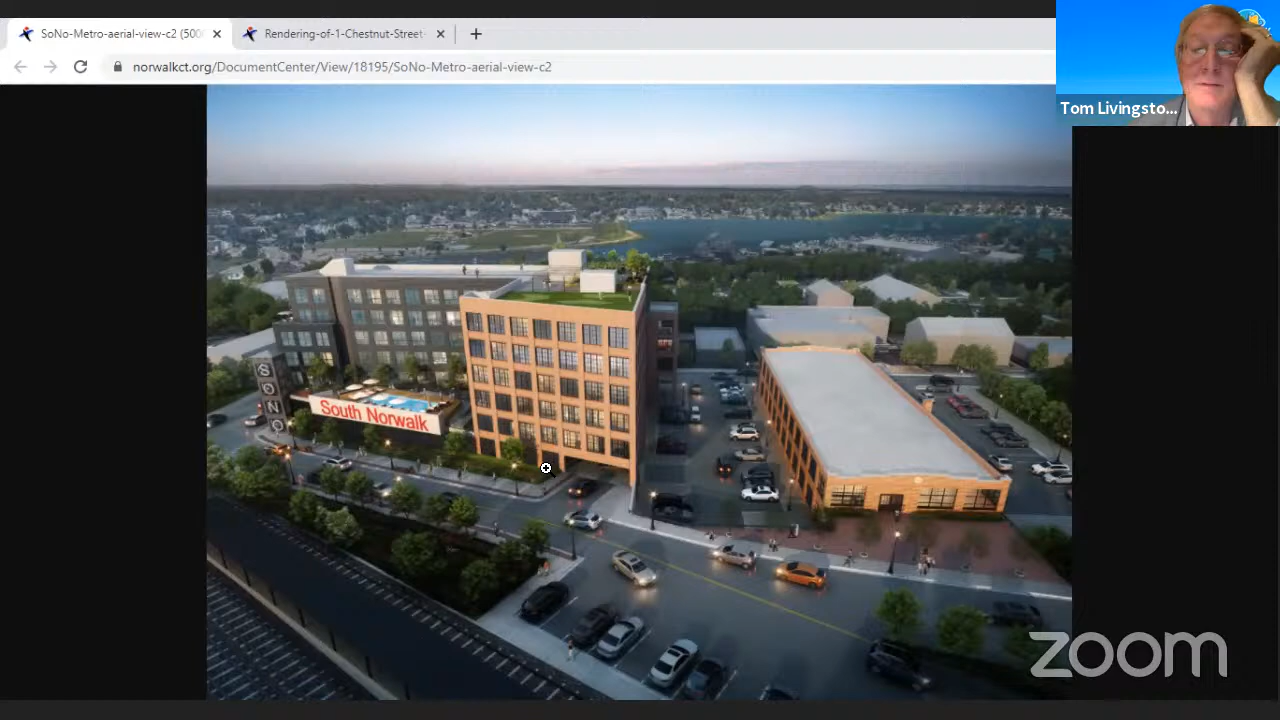 SoNo-Metro-aerial-view-c2 (500
Rendering-of-1-Chestnut-Street
norwalkct.org/DocumentCenter/View/18195/SoNo-Metro-aerial-view-c2
Tom Livingsto...
SONO
South Norwalk
zoom